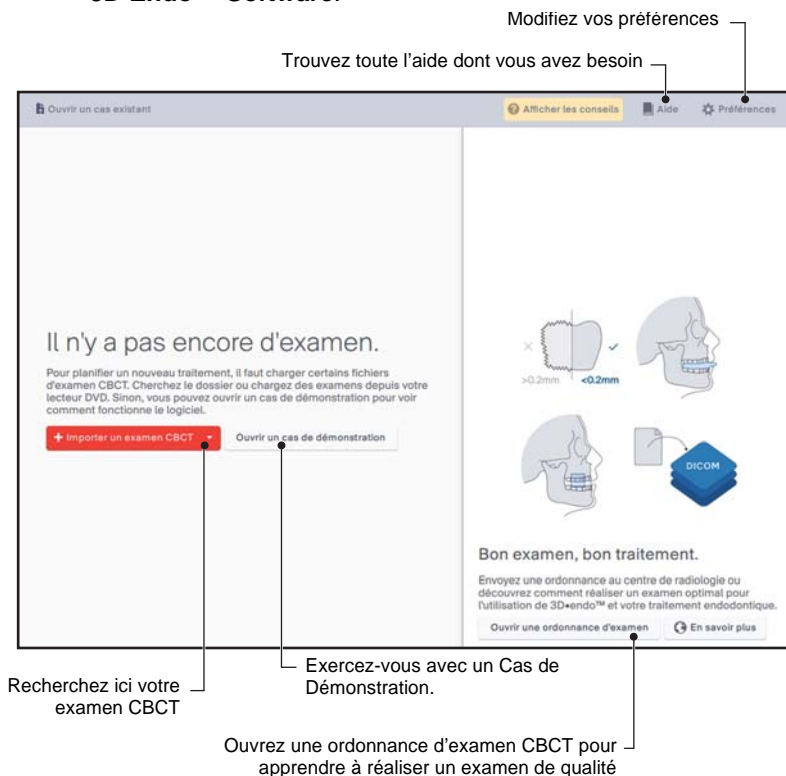 3D Endo™ Software.
Modifiez vos préférences
Trouvez toute l’aide dont vous avez besoin
Ouvrir un cas existant
Afficher les conseils
Aide
Préférences
Il n'y a pas encore d'examen.
Pour planifier un nouveau traitement, il faut charger certains fichiers
d'examen CBCT. Cherchez le dossier ou chargez des examens depuis votre
lecteur DVD. Sinon, vous pouvez ouvrir un cas de démonstration pour voir
comment fonctionne le logiciel.
+ Importer un examen CBCT
Ouvrir un cas de démonstration
>0.2mm
<0.2mm
DICOM
Bon examen, bon traitement.
Envoyez une ordonnance au centre de radiologie ou
découvrez comment réaliser un examen optimal pour
l'utilisation de 3D•endo™ et votre traitement endodontique.
Ouvrir une ordonnance d'examen
En savoir plus
Recherchez ici votre
examen CBCT
Exercez-vous avec un Cas de
Démonstration.
Ouvrez une ordonnance d’examen CBCT pour
apprendre à réaliser un examen de qualité